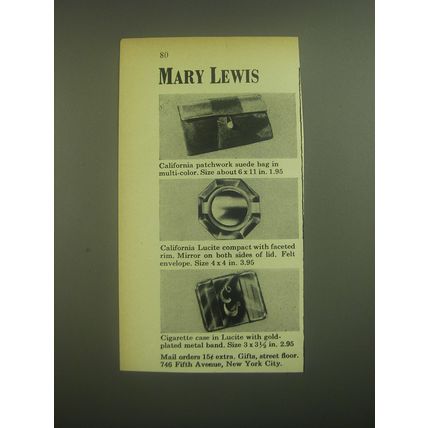 80
MARY LEWIS
California patchwork suede bag in
multi-color. Size about 6 x 11 in. 1.95
California Lucite compact with faceted
rim. Mirror on both sides of lid. Felt
envelope. Size 4 x 4 in. 3.95
Cigarette case in Lucite with gold-
plated metal band. Size 3 x 3½ in. 2.95
Mail orders 15¢ extra. Gifts, street floor.
746 Fifth Avenue, New York City.